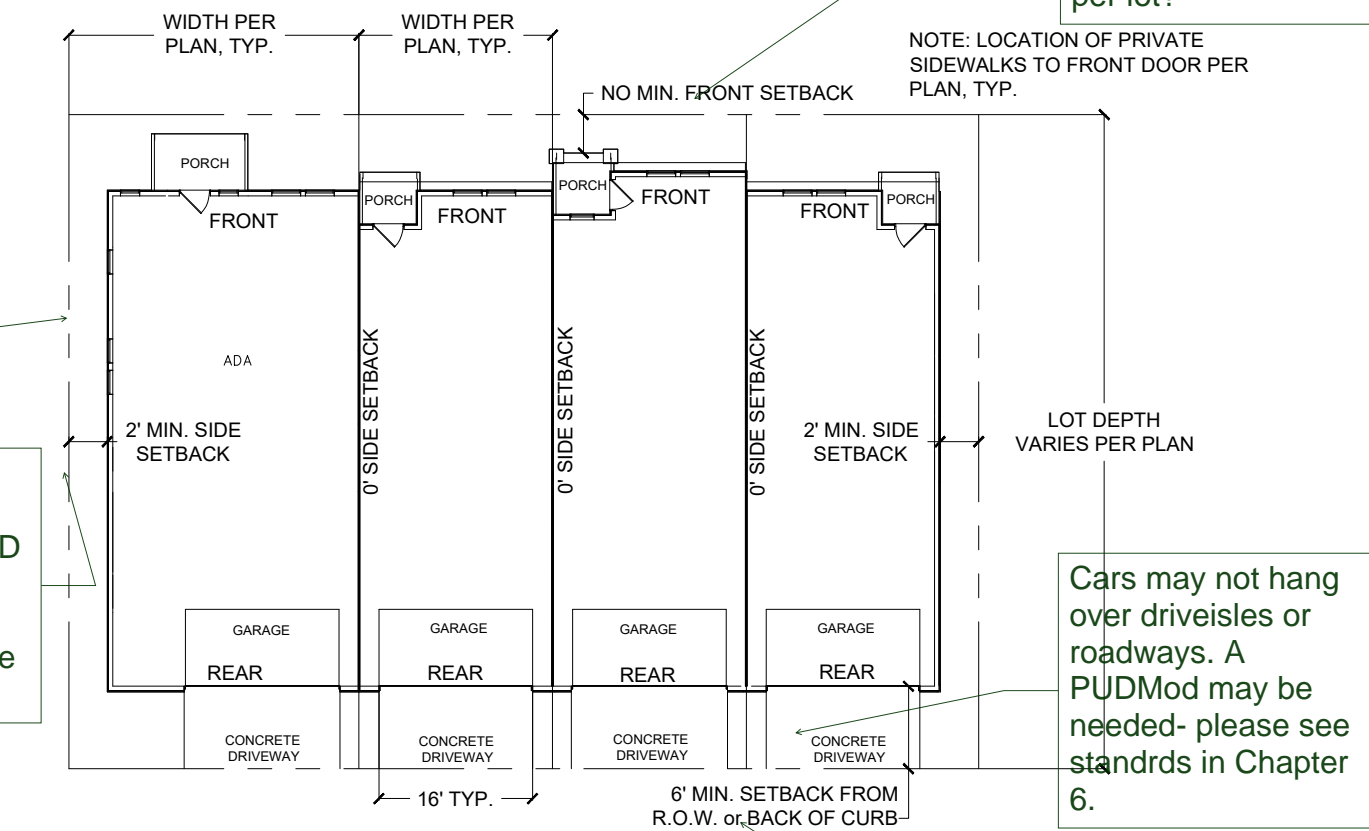 per lot?
WIDTH PER
PLAN, TYP.
WIDTH PER
PLAN, TYP.
NOTE: LOCATION OF PRIVATE
SIDEWALKS TO FRONT DOOR PER
PLAN, TYP.
NO MIN. FRONT SETBACK
PORCH
PORCH
PORCH
PORCH
FRONT
FRONT
FRONT
FRONT
ADA
0' SIDE SETBACK
0' SIDE SETBACK
0' SIDE SETBACK
2' MIN. SIDE
SETBACK
2' MIN. SIDE
SETBACK
LOT DEPTH
VARIES PER PLAN
D
e
GARAGE
GARAGE
GARAGE
GARAGE
REAR
REAR
REAR
REAR
CONCRETE
DRIVEWAY
CONCRETE
DRIVEWAY
CONCRETE
DRIVEWAY
CONCRETE
DRIVEWAY
16' TYP.
6' MIN. SETBACK FROM
R.O.W. or BACK OF CURB
Cars may not hang
over driveisles or
roadways. A
PUDMod may be
needed- please see
standrds in Chapter
6.